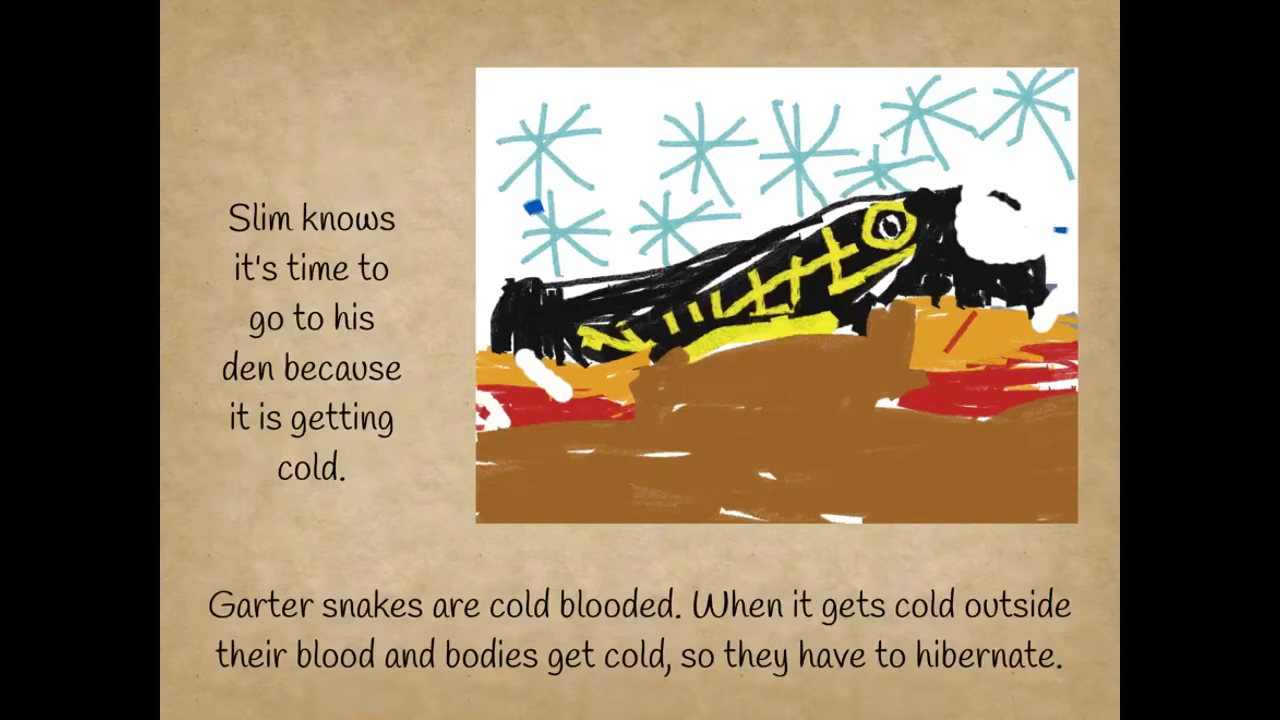 Slim knows
it's time to
go to his
den because
it is getting
cold.
Garter snakes are cold blooded. When it gets cold outside
their blood and bodies get cold, so they have to hibernate.